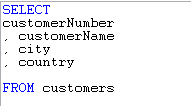 SELECT
customerNumber
, customerName
, city
, country
FROM customers